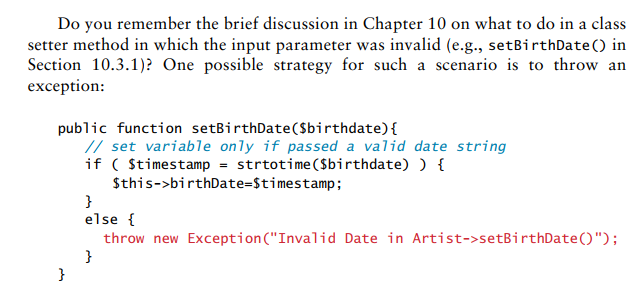 Do you remember the brief discussion in Chapter 10 on what to do in a class
setter method in which the input parameter was invalid (e.g., setBirthDate() in
Section 10.3.1)? One possible strategy for such a scenario is to throw an
exception:
public function setBirthDate($birthdate){
// set variable only if passed a valid date string
if ( $timestamp = strtotime($birthdate) ) {
$this->birthDate=$timestamp;
}
else {
throw new Exception("Invalid Date in Artist->setBirthDate()");
}
}